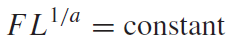 FL^{1/a} = constant